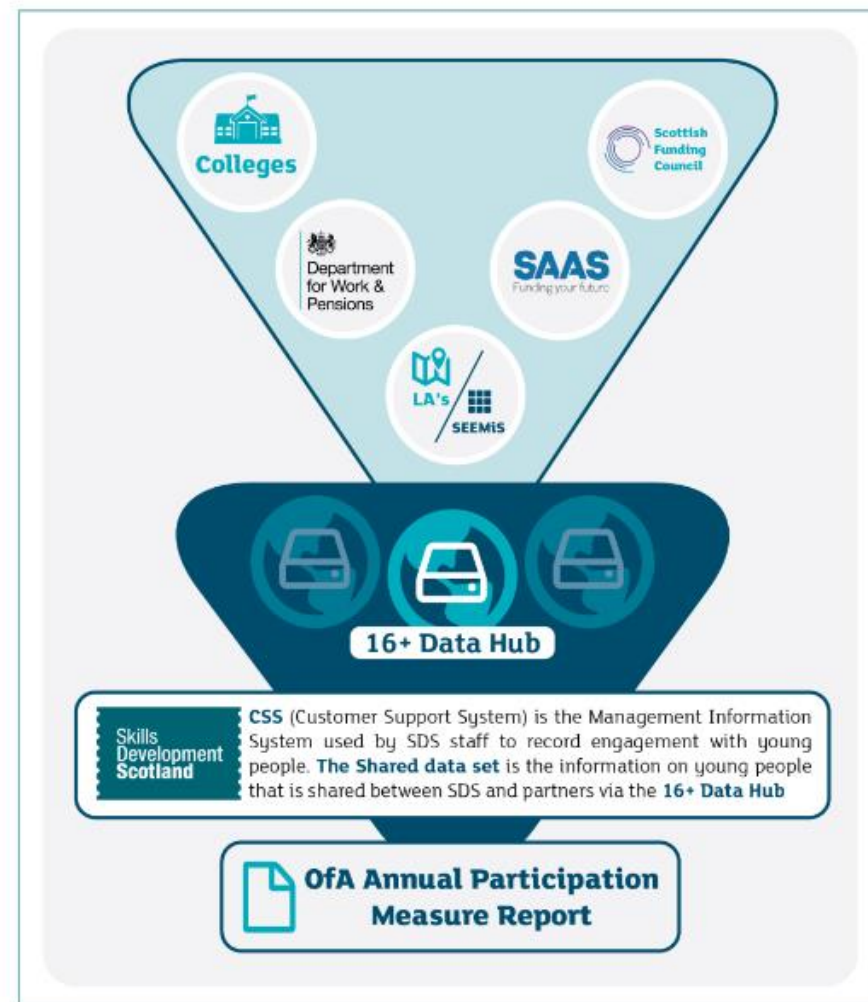 Colleges
Scottish
Funding
Council
Department
for Work &
Pensions
SAAS
Funding your future
LA's
SEEMiS
16+ Data Hub
Skills
Development
Scotland
CSS (Customer Support System) is the Management Information
System used by SDS staff to record engagement with young
people. The Shared data set is the information on young people
that is shared between SDS and partners via the 16+ Data Hub
OfA Annual Participation
Measure Report